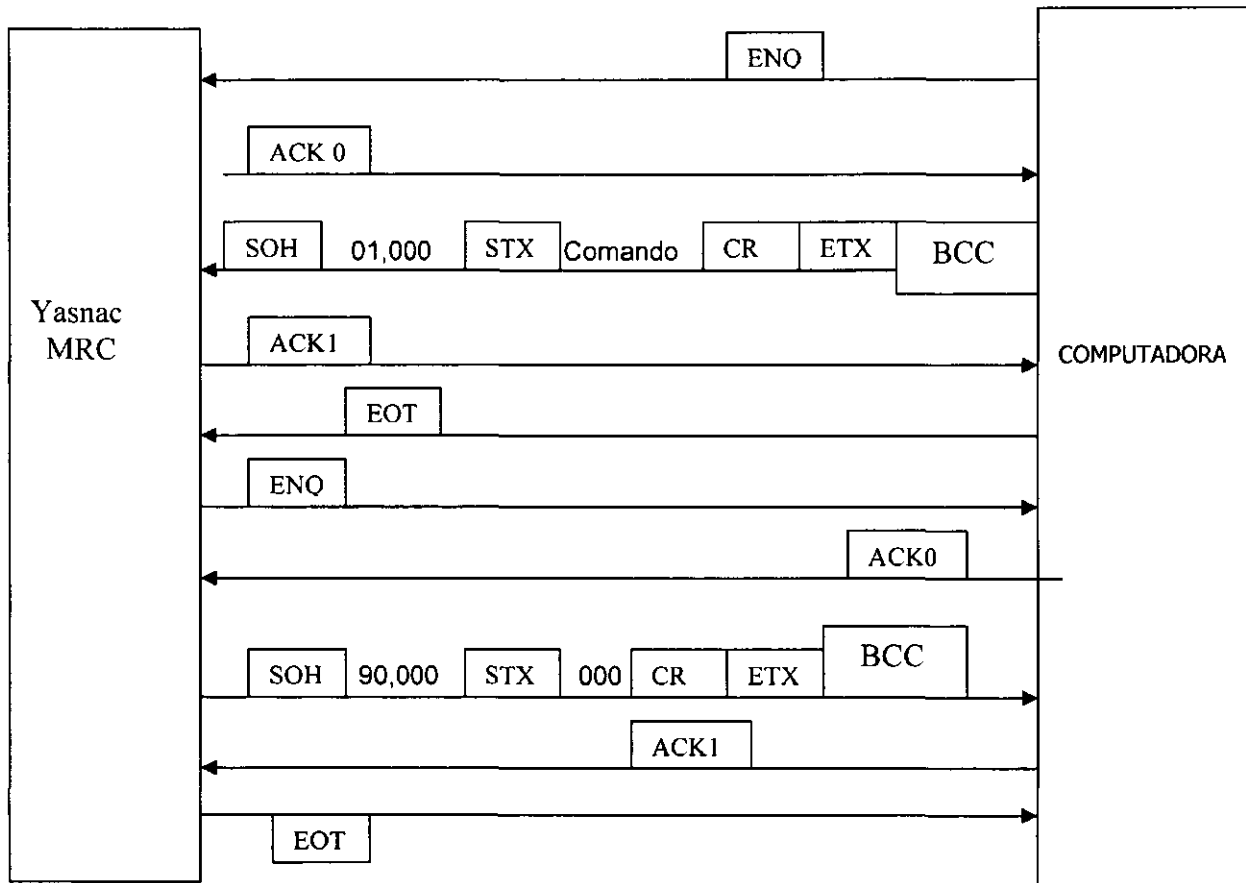 ENQ
ACK 0
SOH 01,000 STX Comando CR ETX BCC
Yasnac
MRC
ACK1
COMPUTADORA
EOT
ENQ
ACK0
SOH 90,000 STX 000 CR ETX BCC
ACK1
EOT